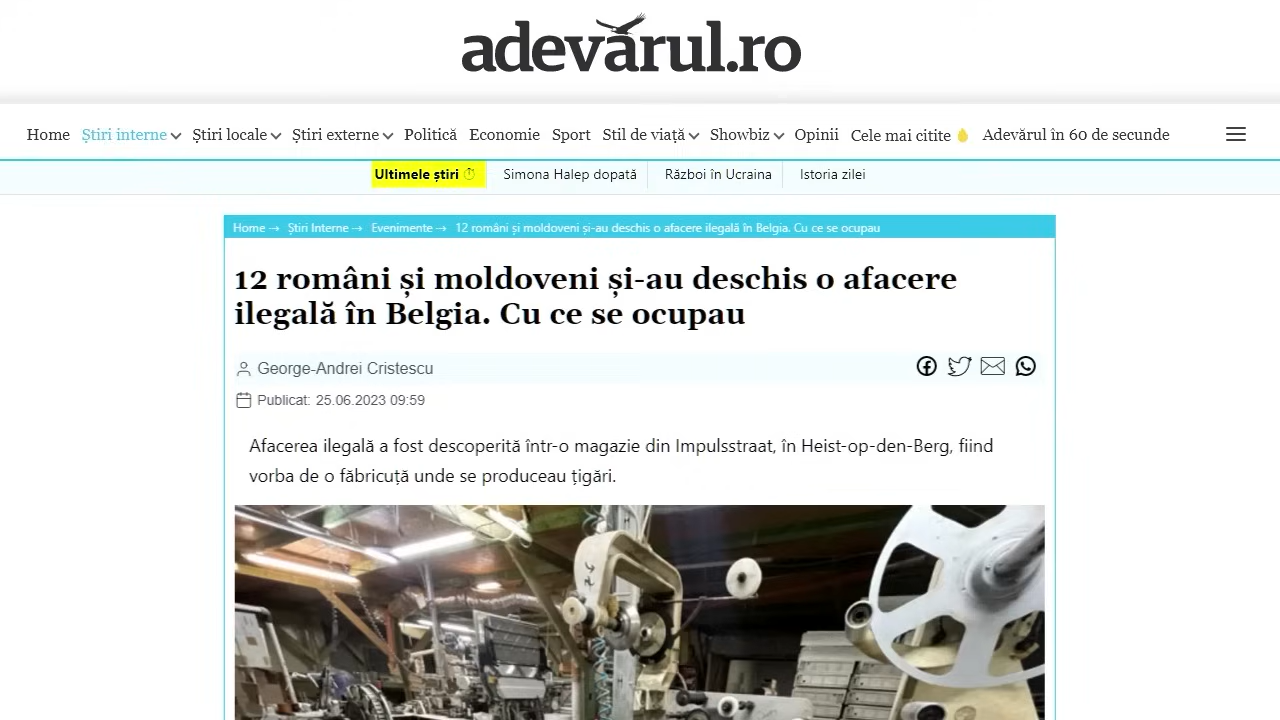 adevărul.ro
Home Știri interne Știri locale Știri externe Politică Economie Sport Stil de viață Showbiz Opinii Cele mai citite Adevărul în 60 de secunde
Ultimele știri Simona Halep dopată Război în Ucraina Istoria zilei
Home → Știri Interne → Evenimente → 12 români și moldoveni și-au deschis o afacere ilegală în Belgia. Cu ce se ocupau
12 români și moldoveni și-au deschis o afacere
ilegală în Belgia. Cu ce se ocupau
George-Andrei Cristescu
Publicat: 25.06.2023 09:59
Afacerea ilegală a fost descoperită într-o magazie din Impulsstraat, în Heist-op-den-Berg, fiind
vorba de o făbricuță unde se produceau țigări.